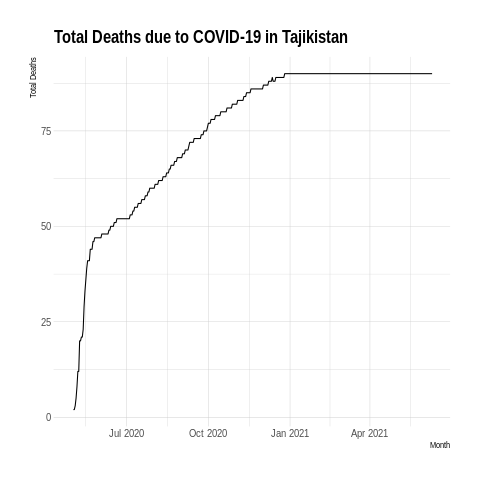 Total Deaths due to COVID-19 in Tajikistan
Total Deaths
75
50
25
0
Jul 2020 Oct 2020 Jan 2021 Apr 2021
Month